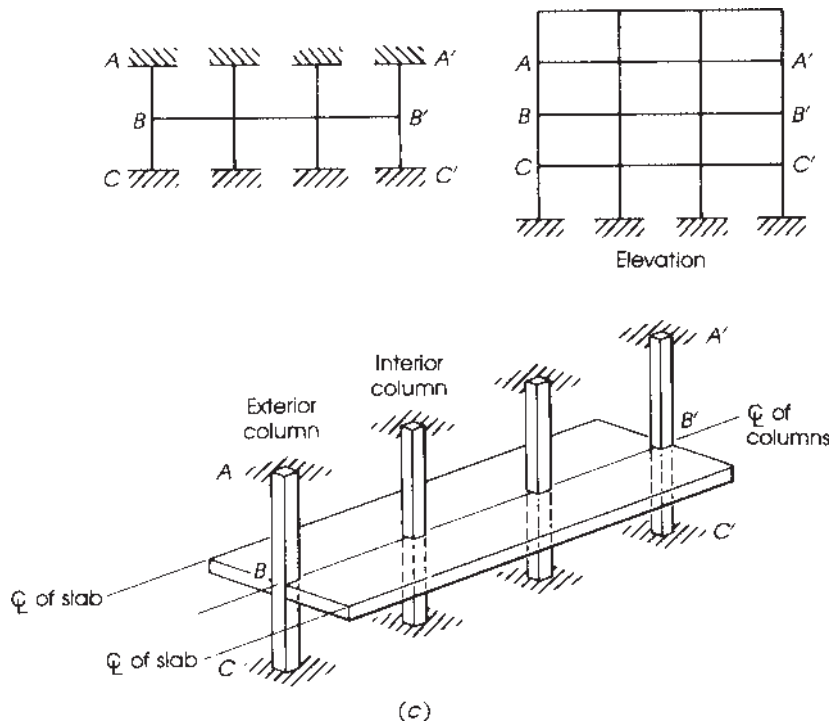 A A'
B B'
C C'
A A'
B B'
C C'
Elevation
Interior
column
Exterior
column
A'
B'
℄ of
columns
A
B
C'
℄ of slab
℄ of slab
C
(c)